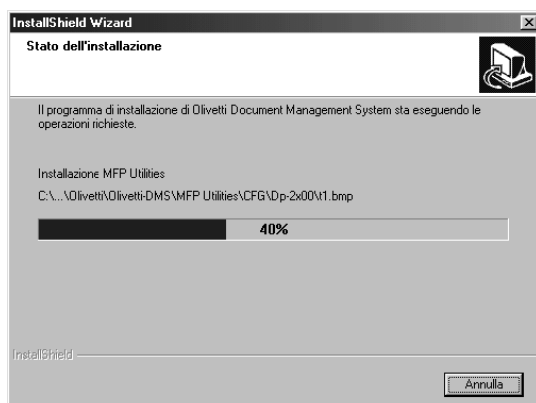 InstallShield Wizard
Stato dell'installazione
Il programma di installazione di Olivetti Document Management System sta eseguendo le
operazioni richieste.
Installazione MFP Utilities
C:\...\Olivetti\Olivetti-DMS\MFP Utilities\CFG\Dp-2x00\t1.bmp
40%
InstallShield
Annulla